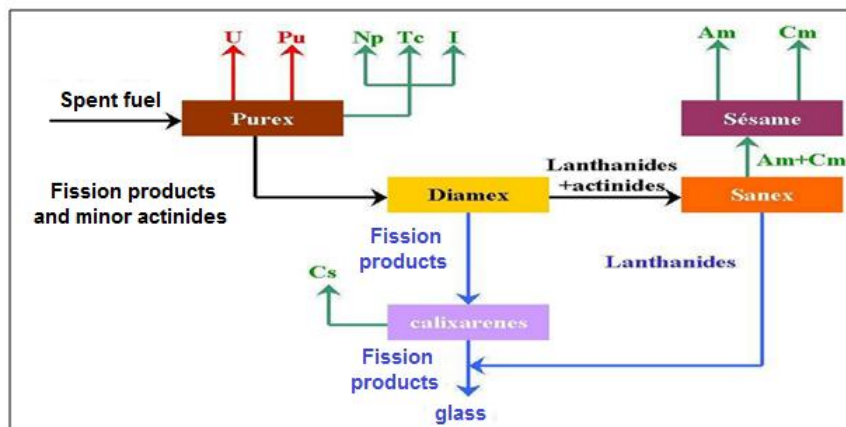 U Pu Np Tc I
Am Cm
Spent fuel
Purex
Sésame
Am+Cm
Fission products
and minor actinides
Lanthanides
+actinides
Diamex
Sanex
Fission
products
Lanthanides
Cs
calixarenes
Fission
products
glass